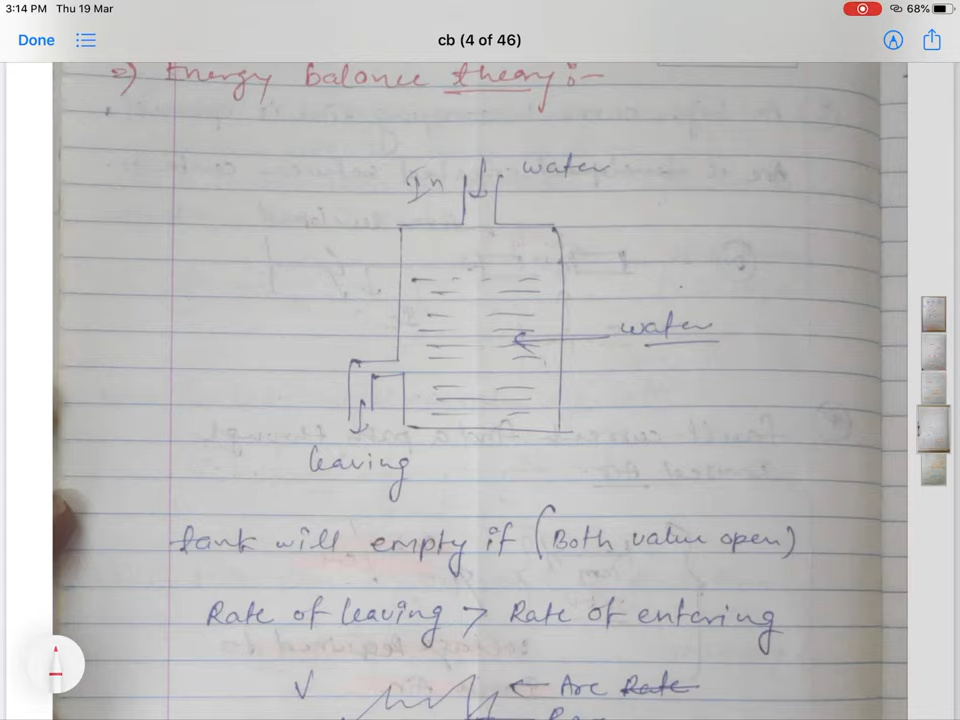 3:14 PM Thu 19 Mar
68%
Done
cb (4 of 46)
=) Energy balance theory :-
In
water
water
leaving
tank will empty if (Both value open)
Rate of leaving > Rate of entering
V
← Arc Rate